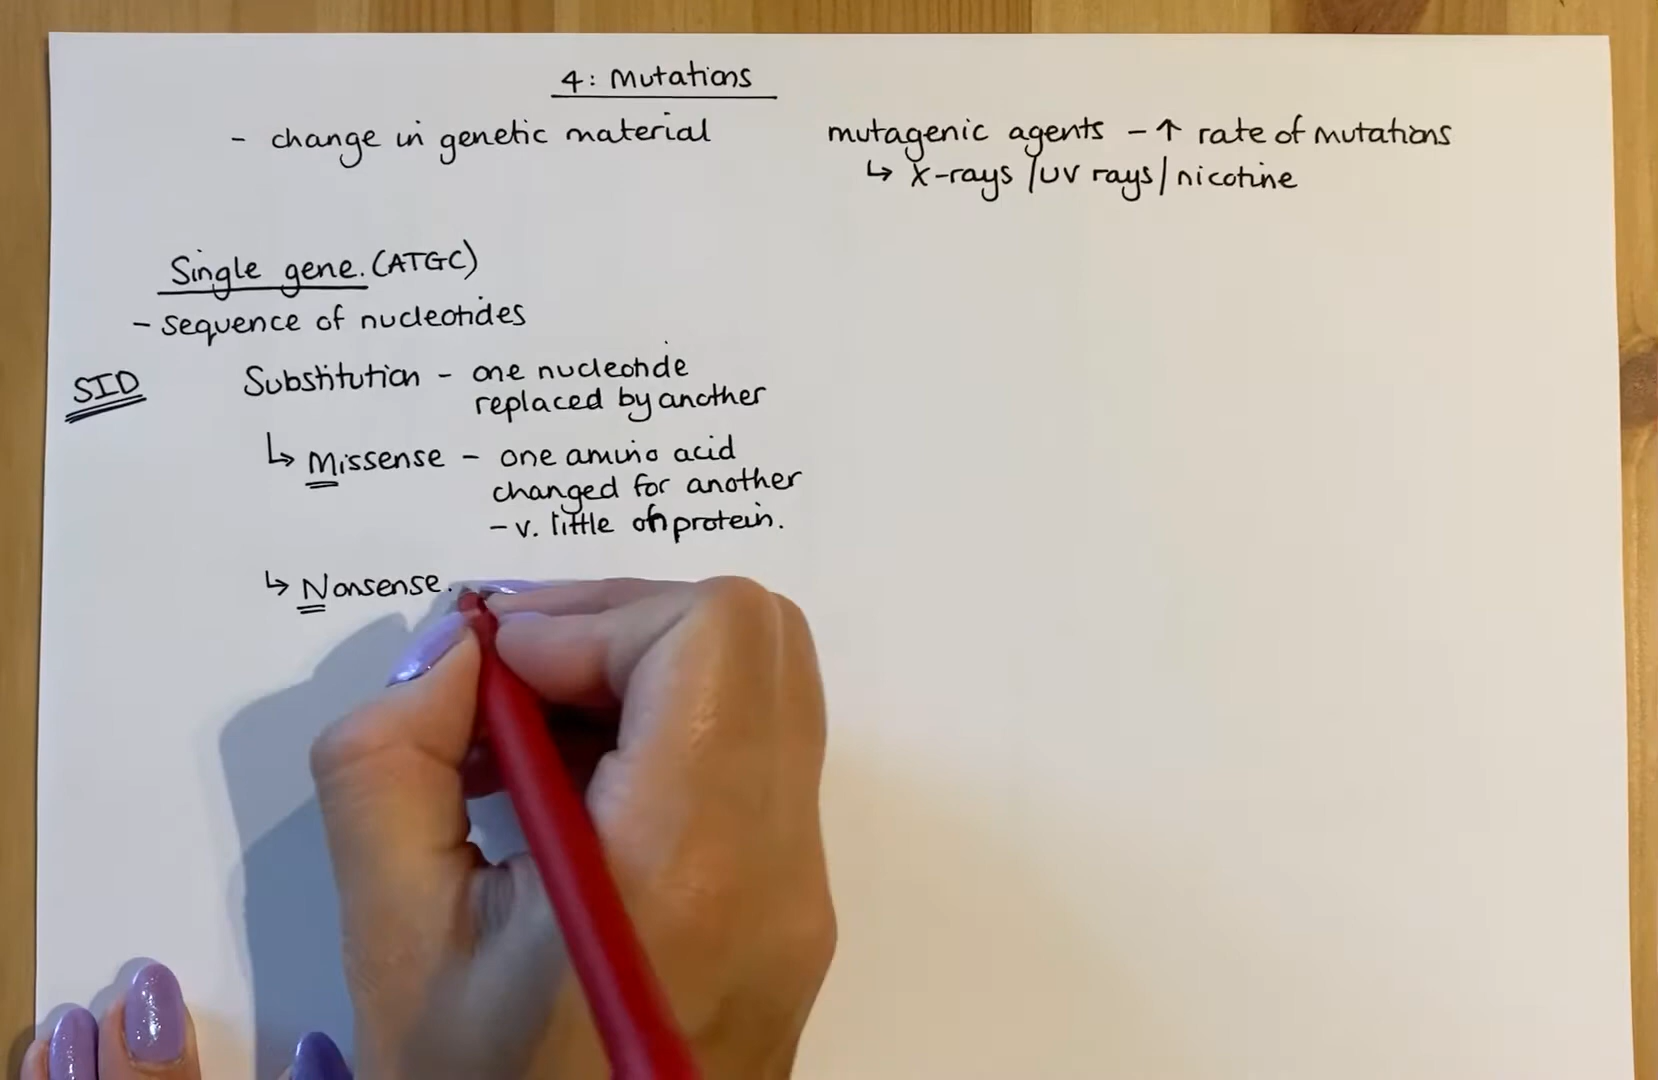 4: Mutations
- change in genetic material
mutagenic agents - ↑ rate of mutations
↳ X-rays / UV rays / nicotine
Single gene. (ATGC)
- sequence of nucleotides
SID
Substitution - one nucleotide
replaced by another
↳ Missense - one amino acid
changed for another
- v. little on protein.
↳ Nonsense.